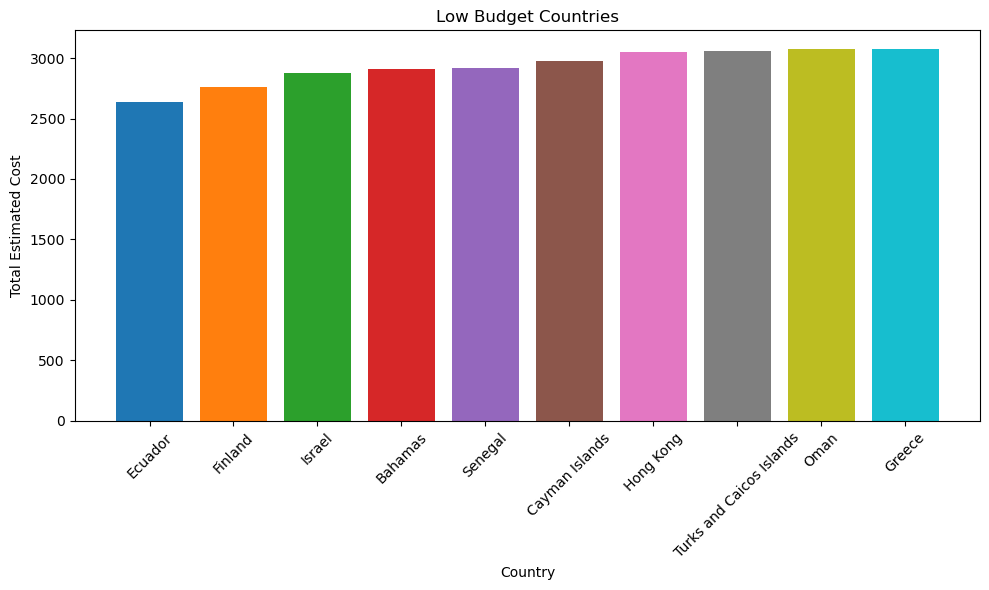 Low Budget Countries
Total Estimated Cost
3000
2500
2000
1500
1000
500
0
Ecuador
Finland
Israel
Bahamas
Senegal
Cayman Islands
Hong Kong
Turks and Caicos Islands
Oman
Greece
Country